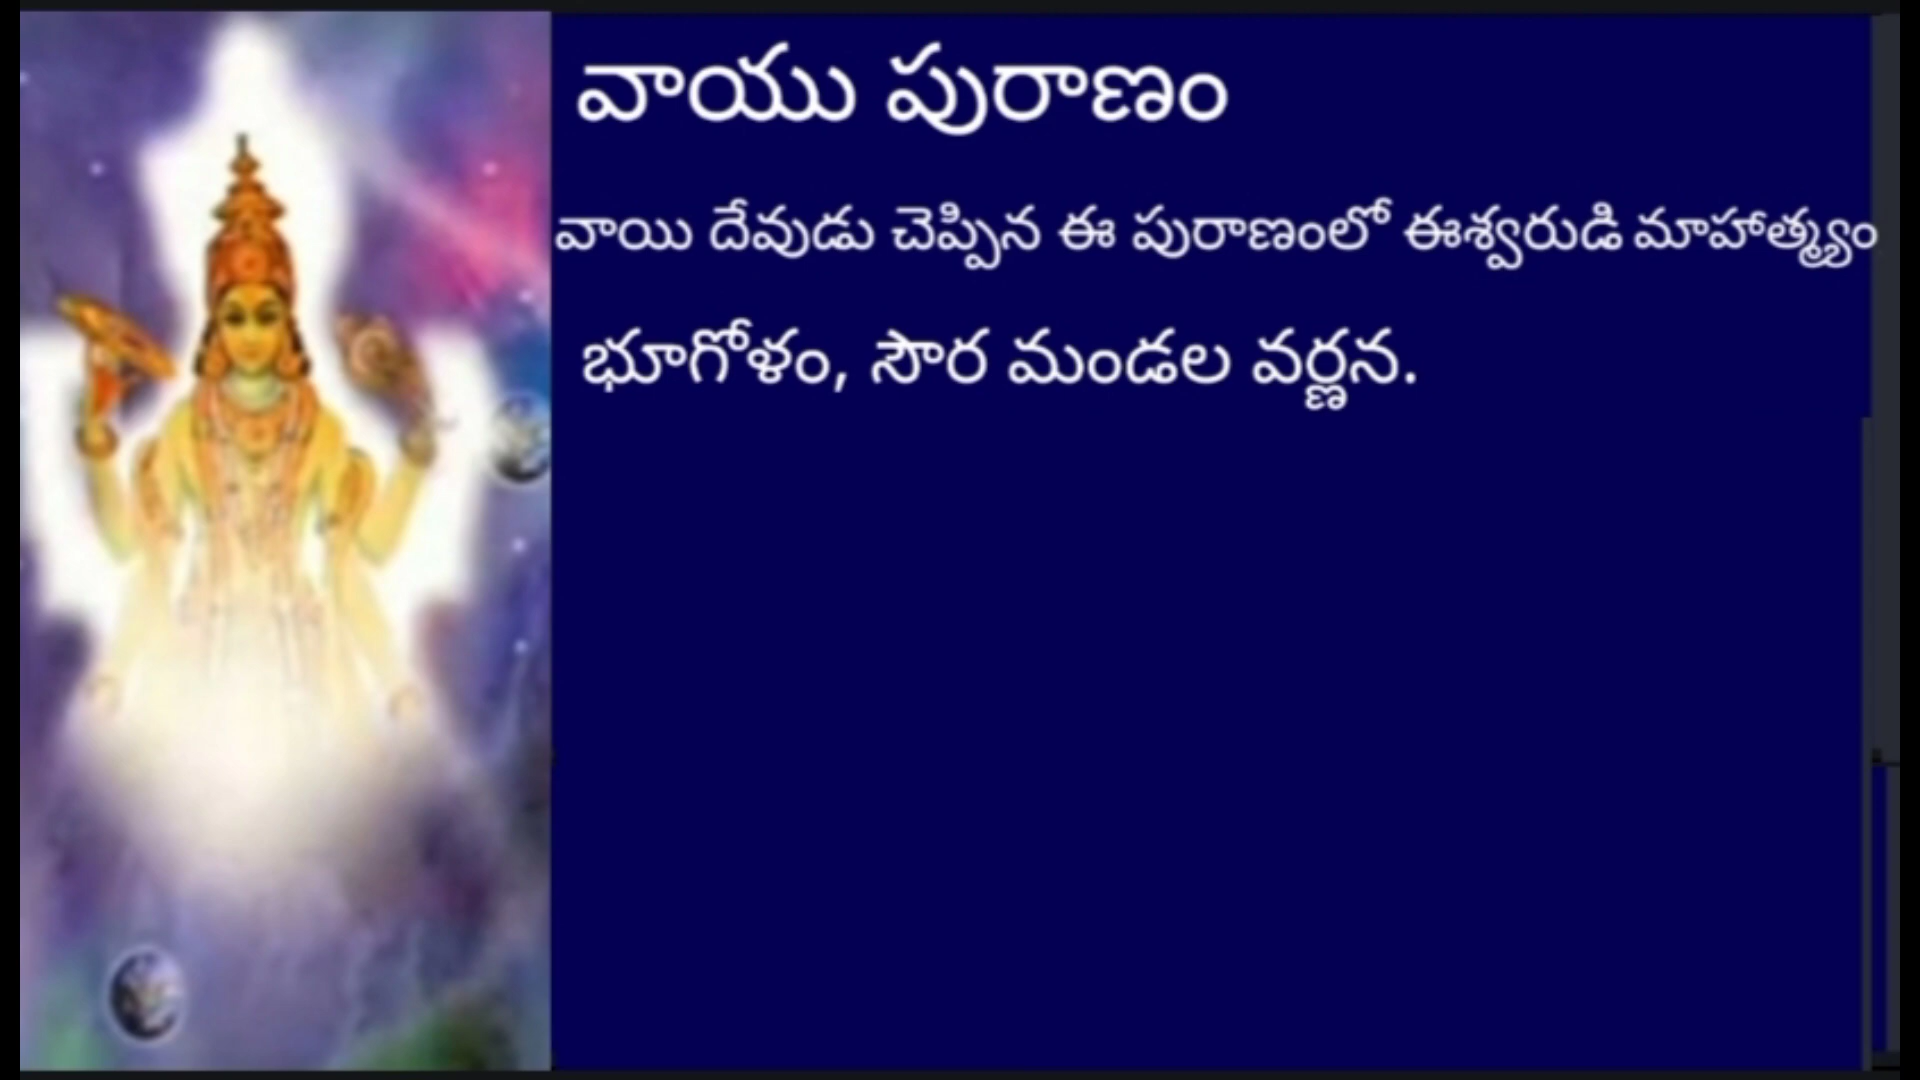 వాయు పురాణం
వాయి దేవుడు చెప్పిన ఈ పురాణంలో ఈశ్వరుడి మాహాత్మ్యం
భూగోళం, సౌర మండల వర్ణన.